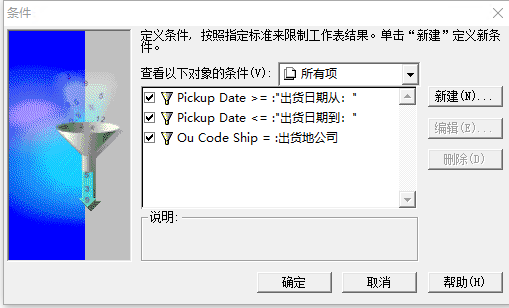 条件
定义条件，按照指定标准来限制工作表结果。单击“新建”定义新条
件。
查看以下对象的条件(V):
所有项
Pickup Date >= :"出货日期从: "
Pickup Date <= :"出货日期到: "
Ou Code Ship = :出货地公司
新建(N)...
编辑(E)...
删除(D)
说明:
确定
取消
帮助(H)